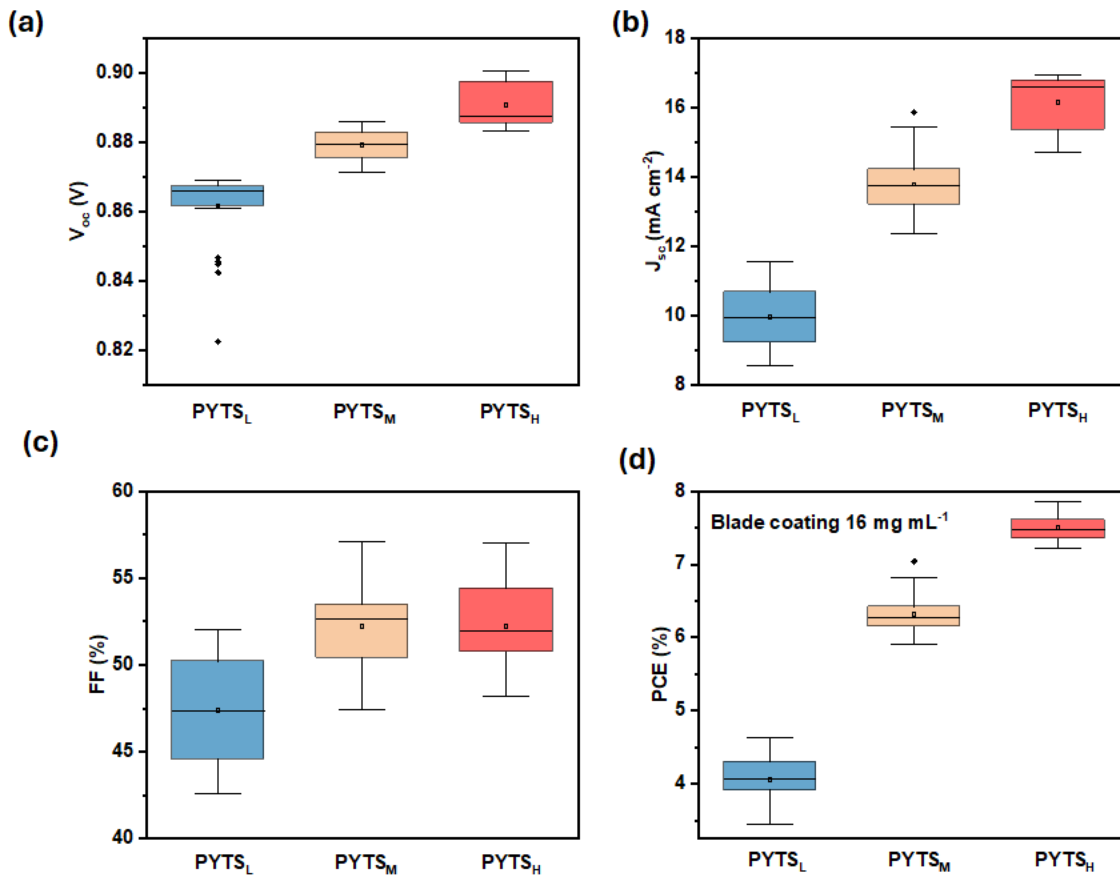 (a)
0.90
0.88
0.86
0.84
0.82
Voc (V)
PYTSL
PYTSM
PYTSH
(b)
18
16
14
12
10
8
Jsc (mA cm-2)
PYTSL
PYTSM
PYTSH
(c)
60
55
50
45
40
FF (%)
PYTSL
PYTSM
PYTSH
(d)
8
7
6
5
4
PCE (%)
Blade coating 16 mg mL-1
PYTSL
PYTSM
PYTSH